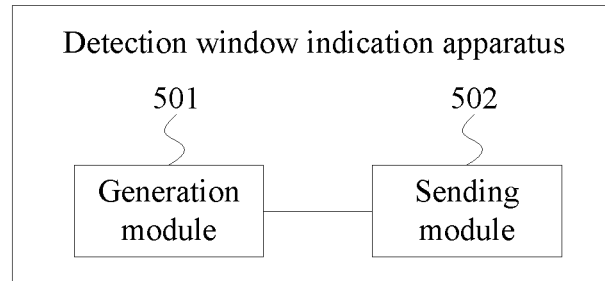 Detection window indication apparatus
501
502
Generation
module
Sending
module